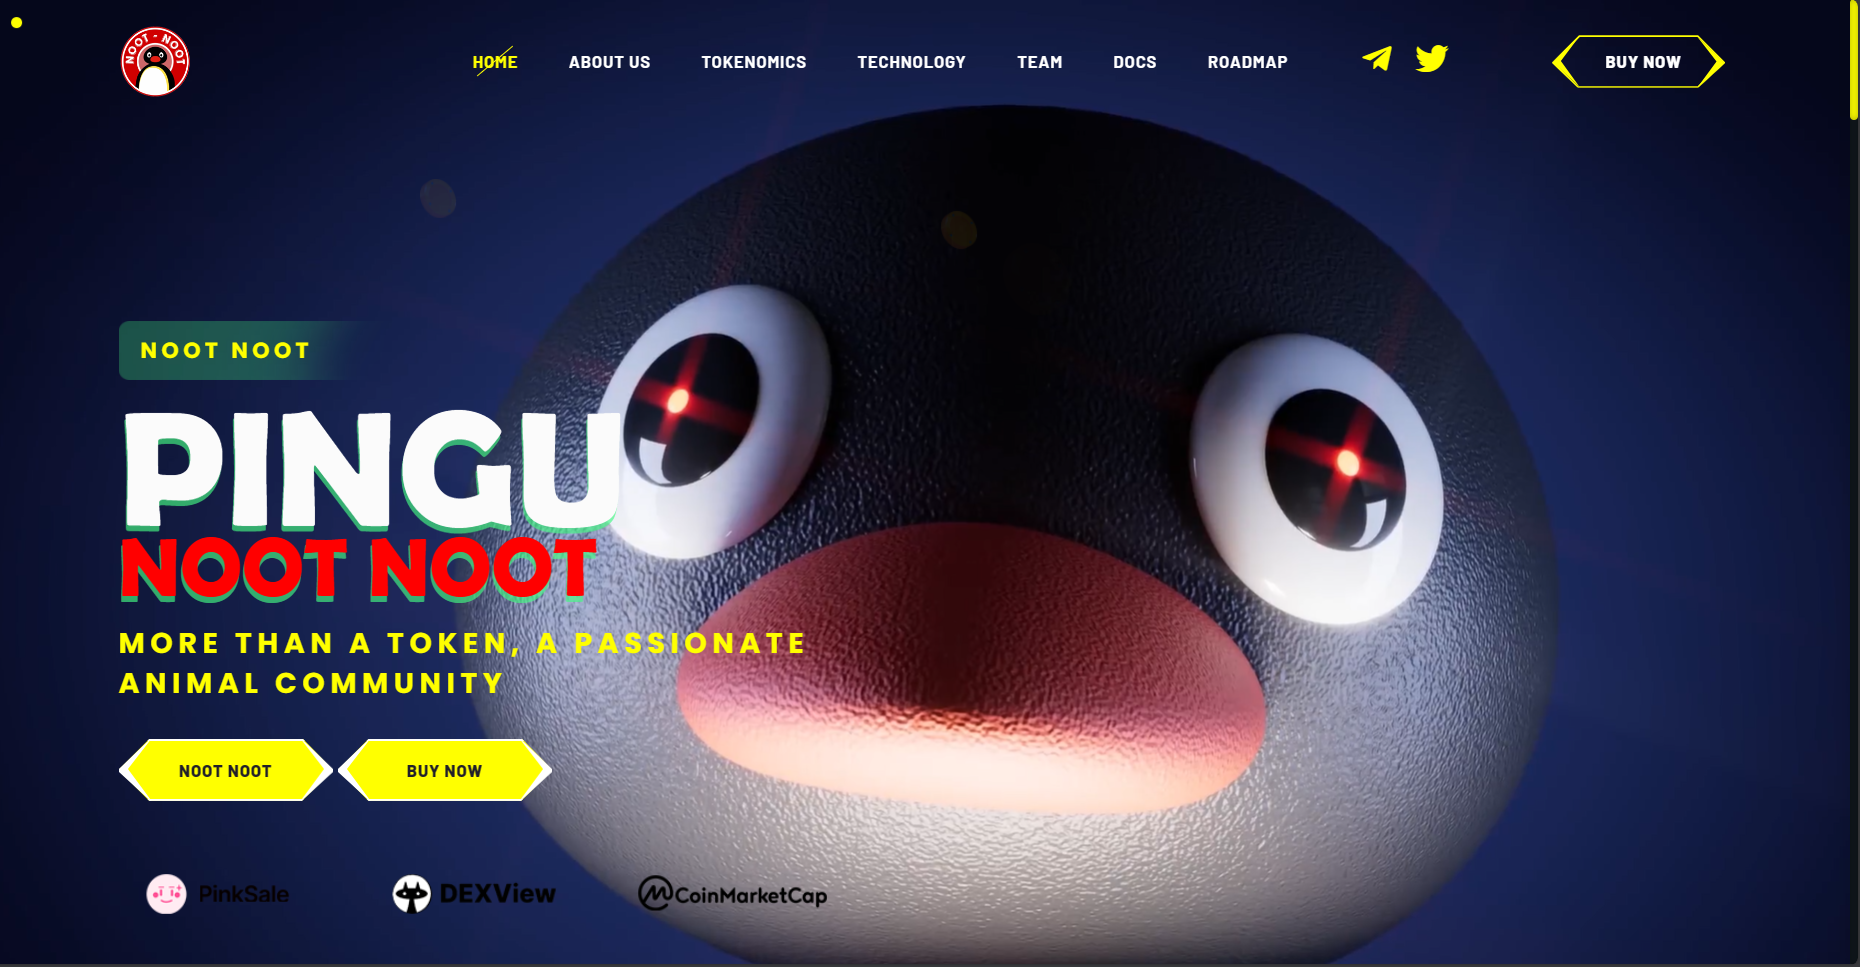 NOOT - NOOT
HOME
ABOUT US
TOKENOMICS
TECHNOLOGY
TEAM
DOCS
ROADMAP
BUY NOW
NOOT NOOT
PINGU
NOOT NOOT
MORE THAN A TOKEN, A PASSIONATE
ANIMAL COMMUNITY
NOOT NOOT
BUY NOW
PinkSale
DEXView
CoinMarketCap